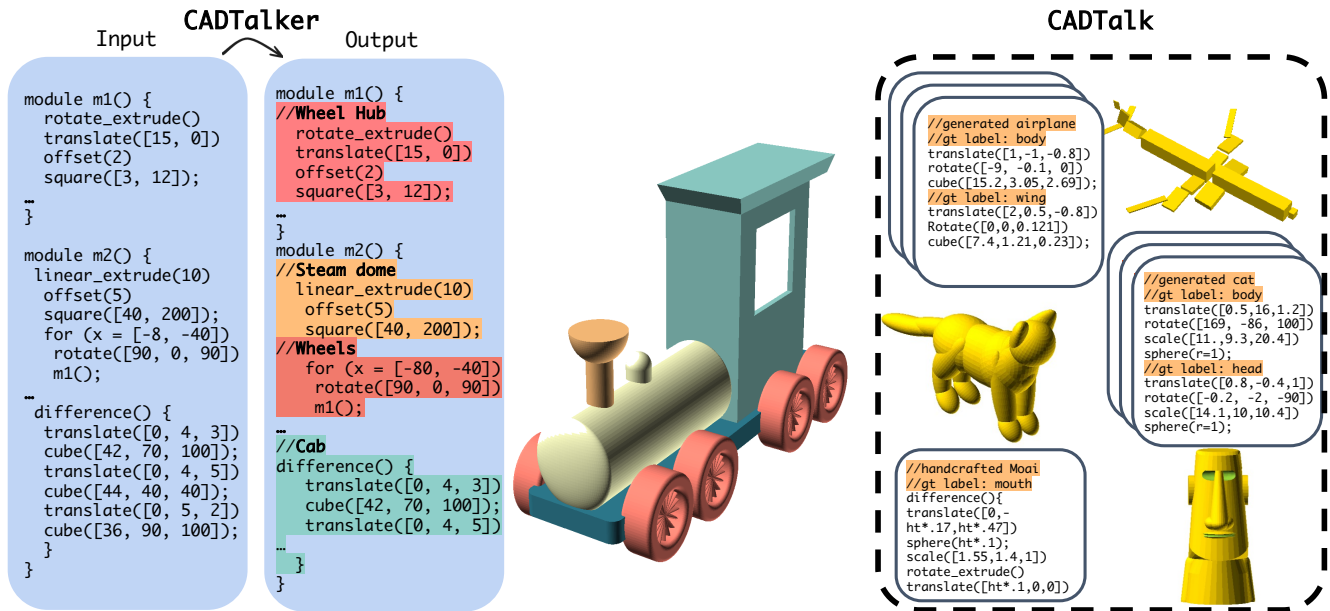 CADTalker
Input
Output
module m1() {
rotate_extrude()
translate([15, 0])
offset(2)
square([3, 12]);
…
}
module m2() {
linear_extrude(10)
offset(5)
square([40, 200]);
for (x = [-8, -40])
rotate([90, 0, 90])
m1();
…
difference() {
translate([0, 4, 3])
cube([42, 70, 100]);
translate([0, 4, 5])
cube([44, 40, 40]);
translate([0, 5, 2])
cube([36, 90, 100]);
}
}
module m1() {
//Wheel Hub
rotate_extrude()
translate([15, 0])
offset(2)
square([3, 12]);
…
}
module m2() {
//Steam dome
linear_extrude(10)
offset(5)
square([40, 200]);
//Wheels
for (x = [-80, -40])
rotate([90, 0, 90])
m1();
…
//Cab
difference() {
translate([0, 4, 3])
cube([42, 70, 100]);
translate([0, 4, 5])
…
}
}
CADTalk
//generated airplane
//gt label: body
translate([1,-1,-0.8])
rotate([-9, -0.1, 0])
cube([15.2,3.05,2.69]);
//gt label: wing
translate([2,0.5,-0.8])
Rotate([0,0,0.121])
cube([7.4,1.21,0.23]);
//generated cat
//gt label: body
translate([0.5,16,1.2])
rotate([169, -86, 100])
scale([11.,9.3,20.4])
sphere(r=1);
//gt label: head
translate([0.8,-0.4,1])
rotate([-0.2, -2, -90])
scale([14.1,10,10.4])
sphere(r=1);
//handcrafted Moai
//gt label: mouth
difference(){
translate([0,-
ht*.17,ht*.47])
sphere(ht*.1);
scale([1.55,1.4,1])
rotate_extrude()
translate([ht*.1,0,0])